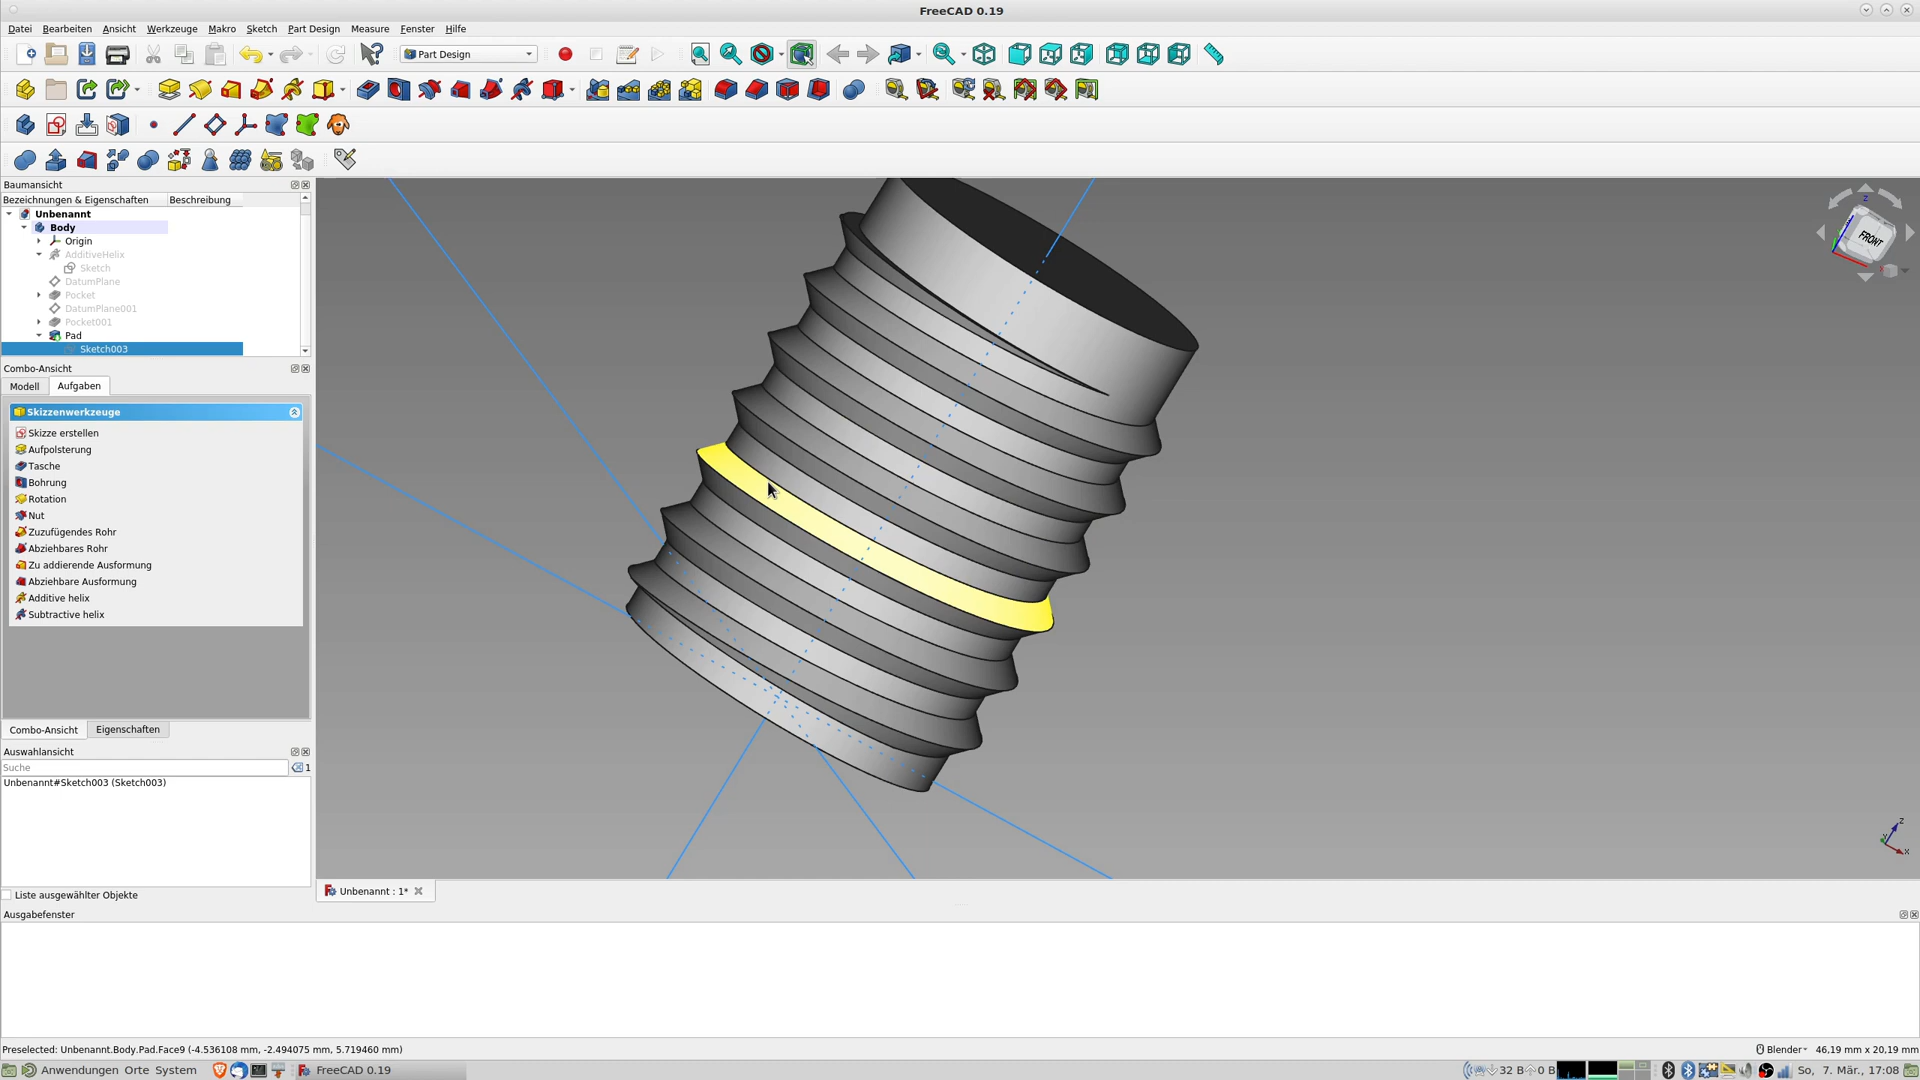 FreeCAD 0.19
Datei Bearbeiten Ansicht Werkzeuge Makro Sketch Part Design Measure Fenster Hilfe
Part Design
Baumansicht
Bezeichnungen & Eigenschaften Beschreibung
Unbenannt
Body
Origin
AdditiveHelix
Sketch
DatumPlane
Pocket
DatumPlane001
Pocket001
Pad
Sketch003
Combo-Ansicht
Modell Aufgaben
Skizzenwerkzeuge
Skizze erstellen
Aufpolsterung
Tasche
Bohrung
Rotation
Nut
Zuzufügendes Rohr
Abziehbares Rohr
Zu addierende Ausformung
Abziehbare Ausformung
Additive helix
Subtractive helix
Combo-Ansicht Eigenschaften
Auswahlansicht
Suche 1
Unbenannt#Sketch003 (Sketch003)
Liste ausgewählter Objekte
FRONT
Z
X
Z
Y
X
Unbenannt : 1*
Ausgabefenster
Preselected: Unbenannt.Body.Pad.Face9 (-4.536108 mm, -2.494075 mm, 5.719460 mm)
Blender 46,19 mm x 20,19 mm
Anwendungen Orte System FreeCAD 0.19 32 B 0 B So, 7. Mär., 17:08